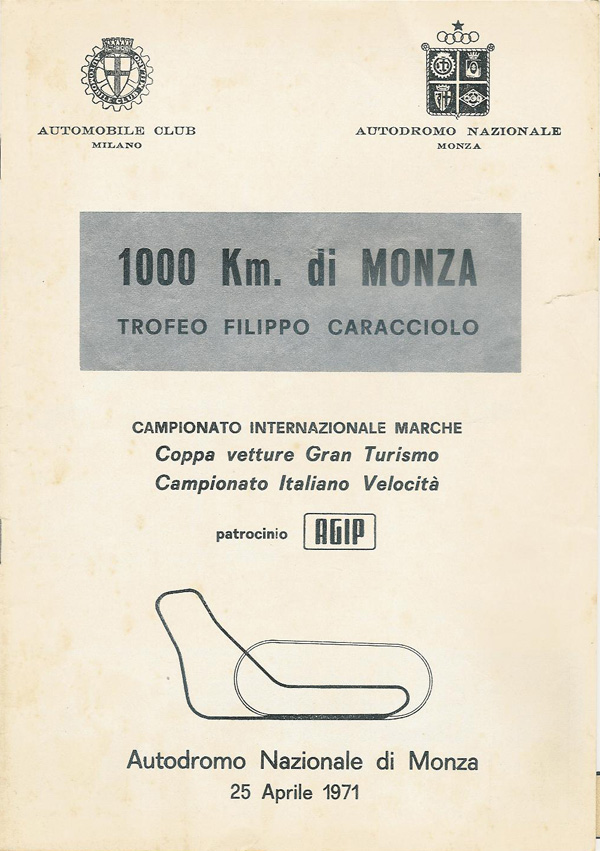 AUTOMOBILE CLUB
MILANO
AUTODROMO NAZIONALE
MONZA
1000 Km. di MONZA
TROFEO FILIPPO CARACCIOLO
CAMPIONATO INTERNAZIONALE MARCHE
Coppa vetture Gran Turismo
Campionato Italiano Velocità
patrocinio AGIP
Autodromo Nazionale di Monza
25 Aprile 1971